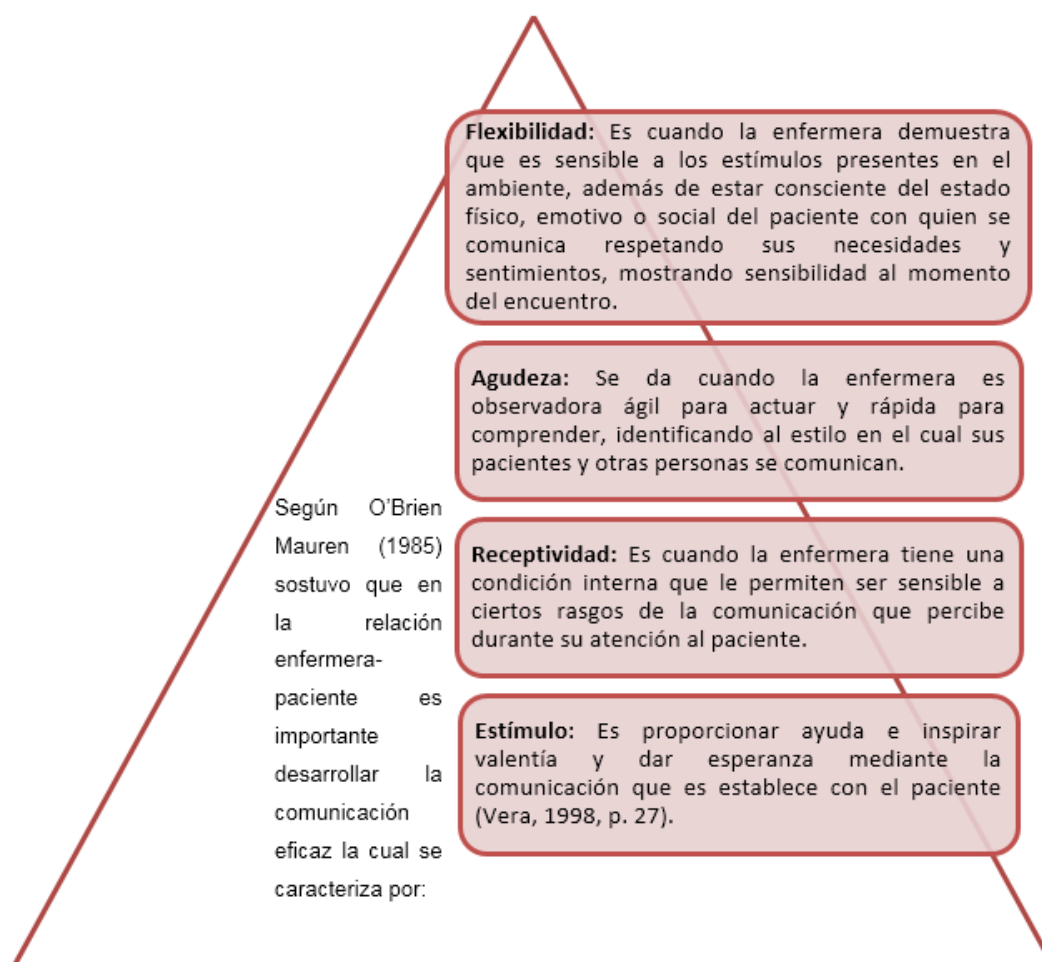 Flexibilidad: Es cuando la enfermera demuestra
que es sensible a los estímulos presentes en el
ambiente, además de estar consciente del estado
físico, emotivo o social del paciente con quien se
comunica respetando sus necesidades y
sentimientos, mostrando sensibilidad al momento
del encuentro.
Agudeza: Se da cuando la enfermera es
observadora ágil para actuar y rápida para
comprender, identificando al estilo en el cual sus
pacientes y otras personas se comunican.
Según O’Brien
Mauren (1985)
sostuvo que en
la relación
enfermera-
paciente es
importante
desarrollar la
comunicación
eficaz la cual se
caracteriza por:
Receptividad: Es cuando la enfermera tiene una
condición interna que le permiten ser sensible a
ciertos rasgos de la comunicación que percibe
durante su atención al paciente.
Estímulo: Es proporcionar ayuda e inspirar
valentía y dar esperanza mediante la
comunicación que es establece con el paciente
(Vera, 1998, p. 27).